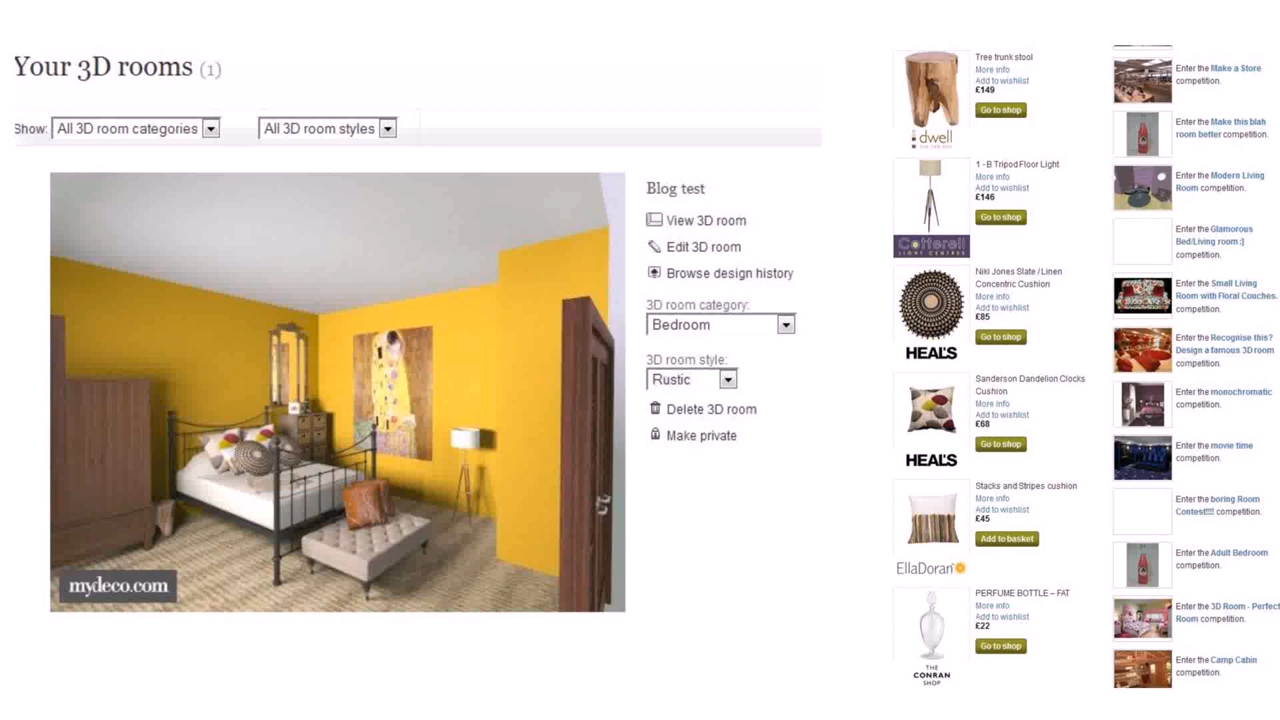 Your 3D rooms (1)
Show: All 3D room categories All 3D room styles
mydeco.com
Blog test
View 3D room
Edit 3D room
Browse design history
3D room category:
Bedroom
3D room style:
Rustic
Delete 3D room
Make private
Tree trunk stool
More info
Add to wishlist
£149
Go to shop
dwell
1 - B Tripod Floor Light
More info
Add to wishlist
£146
Go to shop
Cotterell
LIGHT CENTRES
Niki Jones Slate / Linen
Concentric Cushion
More info
Add to wishlist
£85
Go to shop
HEAL'S
Sanderson Dandelion Clocks
Cushion
More info
Add to wishlist
£68
Go to shop
HEAL'S
Stacks and Stripes cushion
More info
Add to wishlist
£45
Add to basket
EllaDoran
PERFUME BOTTLE – FAT
More info
Add to wishlist
£22
Go to shop
THE
CONRAN
SHOP
Enter the Make a Store
competition.
Enter the Make this blah
room better competition.
Enter the Modern Living
Room competition.
Enter the Glamorous
Bed/Living room :]
competition.
Enter the Small Living
Room with Floral Couches.
competition.
Enter the Recognise this?
Design a famous 3D room
competition.
Enter the monochromatic
competition.
Enter the movie time
competition.
Enter the boring Room
Contest!!!! competition.
Enter the Adult Bedroom
competition.
Enter the 3D Room - Perfect
Room competition.
Enter the Camp Cabin
competition.